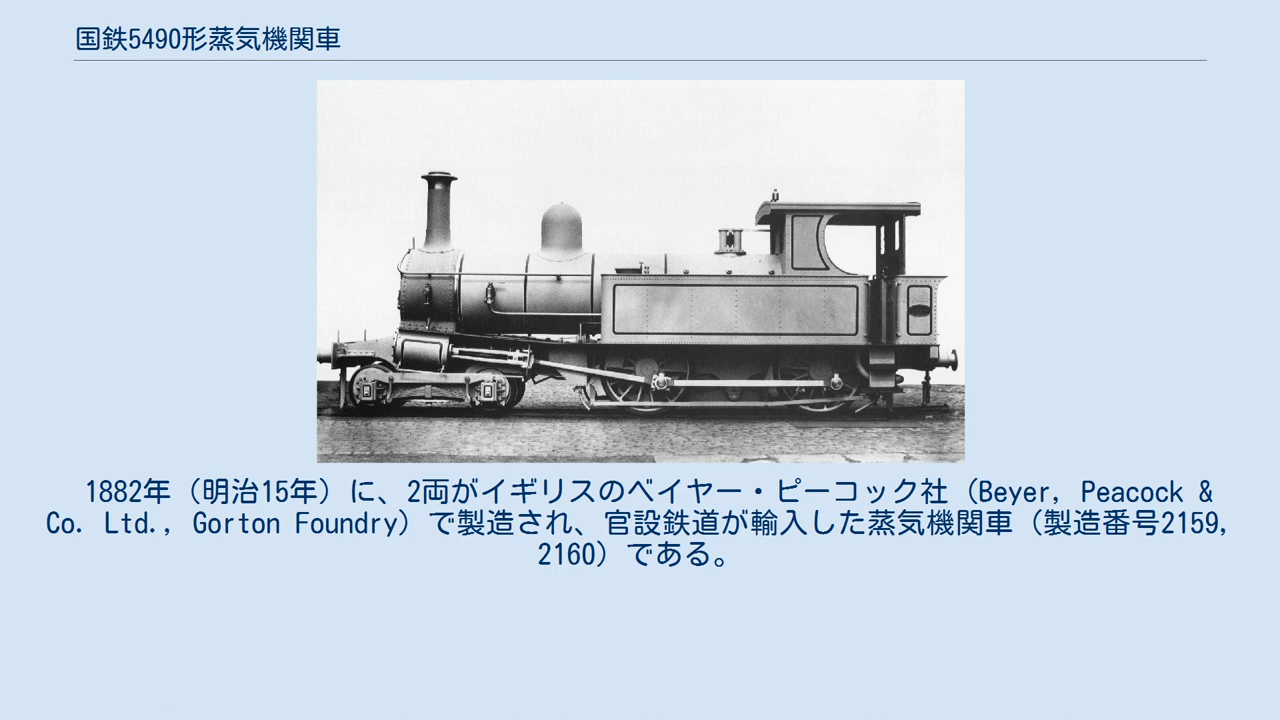 国鉄5490形蒸気機関車
1882年（明治15年）に、2両がイギリスのベイヤー・ピーコック社（Beyer, Peacock &
Co. Ltd., Gorton Foundry）で製造され、官設鉄道が輸入した蒸気機関車（製造番号2159,
2160）である。